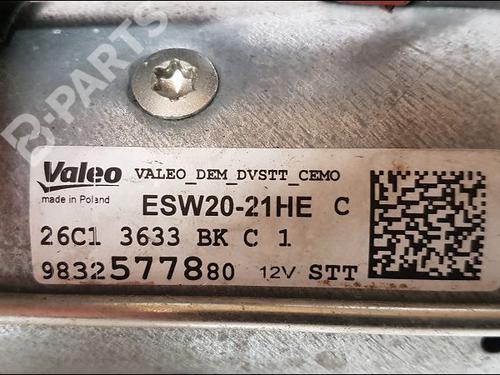 B-PARTS
Valeo VALEO_DEM_DVSTT_CEMO
made in Poland ESW20-21HE C
26C1 3633 BK C 1
9832577880 12V STT